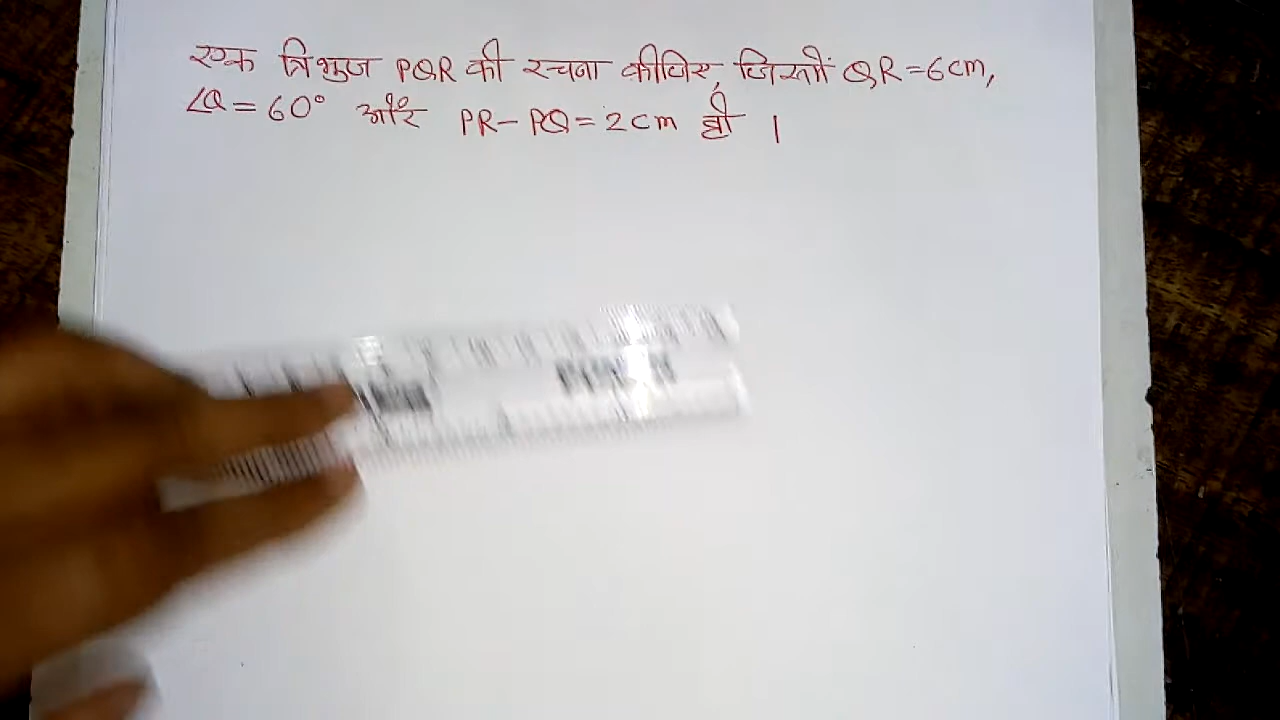 एक त्रिभुज PQR की रचना कीजिए, जिसमें QR=6cm,
∠Q = 60° और PR- PQ= 2cm हो ।